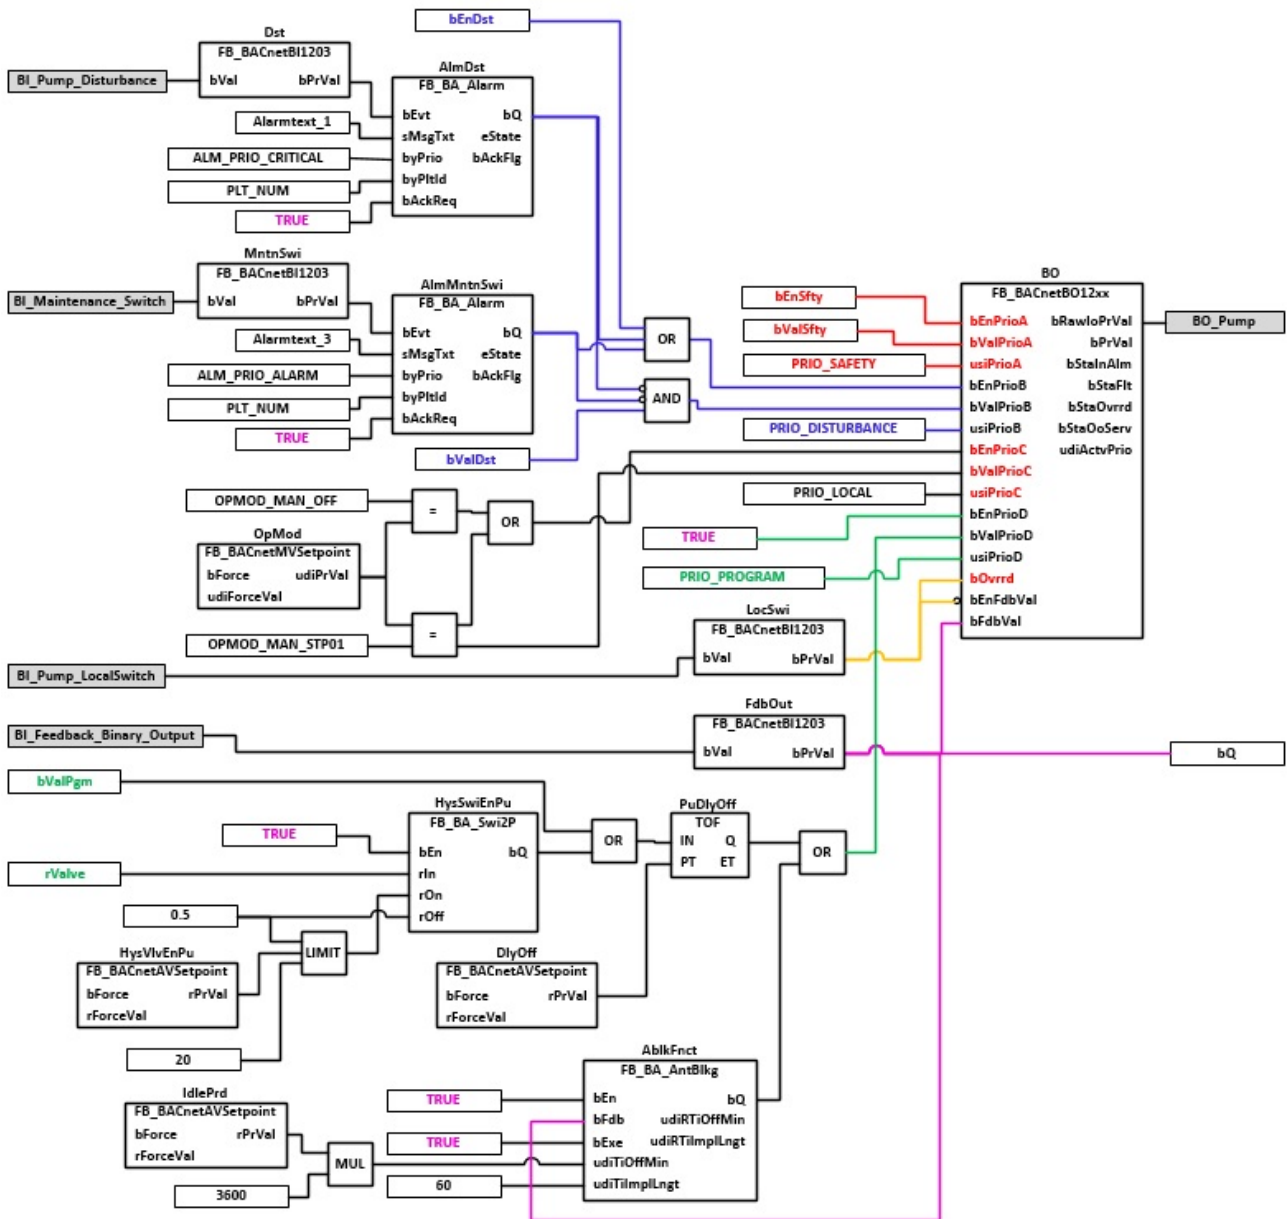 bEnDst
Dst
FB_BACnetBI1203
BI_Pump_Disturbance
bVal bPrVal
AlmDst
FB_BA_Alarm
bEvt bQ
Alarmtext_1
sMsgTxt eState
ALM_PRIO_CRITICAL
byPrio bAckFlg
PLT_NUM
byPltId
TRUE
bAckReq
MntnSwi
FB_BACnetBI1203
BI_Maintenance_Switch
bVal bPrVal
AlmMntnSwi
FB_BA_Alarm
bEvt bQ
Alarmtext_3
sMsgTxt eState
ALM_PRIO_ALARM
byPrio bAckFlg
PLT_NUM
byPltId
TRUE
bAckReq
OR
AND
bValDst
BO
FB_BACnetBO12xx
bEnSfty
bEnPrioA bRawIoPrVal
BO_Pump
bValSfty
bValPrioA bPrVal
PRIO_SAFETY
usiPrioA bStaInAlm
bEnPrioB bStaFlt
bValPrioB bStaOvrrd
PRIO_DISTURBANCE
usiPrioB bStaOoServ
bEnPrioC udiActvPrio
bValPrioC
PRIO_LOCAL
usiPrioC
bEnPrioD
TRUE
bValPrioD
usiPrioD
PRIO_PROGRAM
bOvrrd
bEnFdbVal
bFdbVal
OPMOD_MAN_OFF
=
OR
OpMod
FB_BACnetMVSetpoint
bForce udiPrVal
udiForceVal
=
OPMOD_MAN_STP01
LocSwi
FB_BACnetBI1203
bVal bPrVal
BI_Pump_LocalSwitch
FdbOut
FB_BACnetBI1203
BI_Feedback_Binary_Output
bVal bPrVal
bQ
bValPgm
HysSwiEnPu
FB_BA_Swi2P
TRUE
bEn bQ
rValve
rIn
rOn
0.5
rOff
OR
PuDlyOff
TOF
IN Q
PT ET
OR
LIMIT
HysVlvEnPu
FB_BACnetAVSetpoint
bForce rPrVal
rForceVal
20
DlyOff
FB_BACnetAVSetpoint
bForce rPrVal
rForceVal
AblkFnct
FB_BA_AntBlkg
TRUE
bEn bQ
bFdb udiRTiOffMin
TRUE
bExe udiRTiImplLngt
udiTiOffMin
60
udiTiImplLngt
IdlePrd
FB_BACnetAVSetpoint
bForce rPrVal
rForceVal
MUL
3600